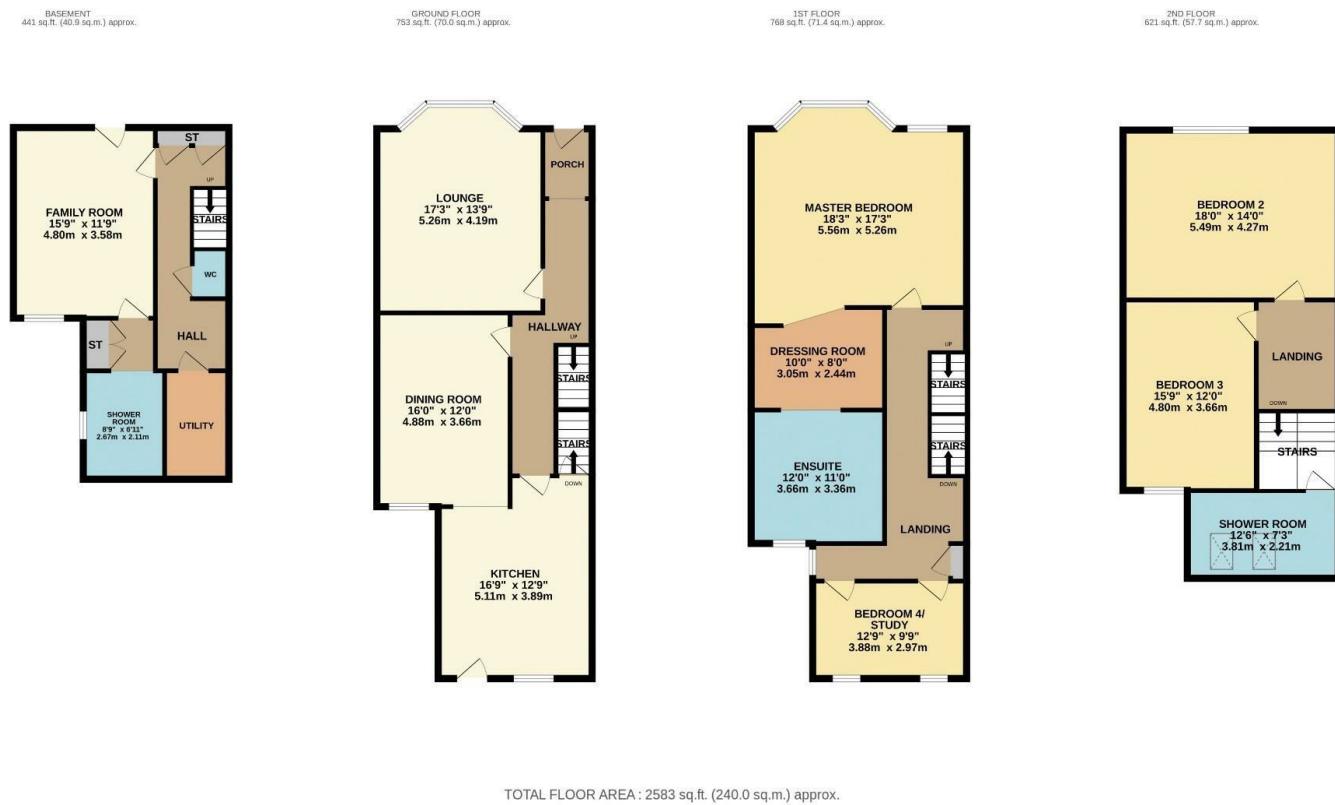 BASEMENT
441 sq.ft. (40.9 sq.m.) approx.
ST
UP
FAMILY ROOM
15'9" x 11'9"
4.80m x 3.58m
STAIRS
WC
HALL
ST
SHOWER
ROOM
8'9" x 6'11"
2.67m x 2.11m
UTILITY
GROUND FLOOR
753 sq.ft. (70.0 sq.m.) approx.
PORCH
LOUNGE
17'3" x 13'9"
5.26m x 4.19m
HALLWAY
UP
STAIRS
DINING ROOM
16'0" x 12'0"
4.88m x 3.66m
STAIRS
DOWN
KITCHEN
16'9" x 12'9"
5.11m x 3.89m
1ST FLOOR
768 sq.ft. (71.4 sq.m.) approx.
MASTER BEDROOM
18'3" x 17'3"
5.56m x 5.26m
UP
DRESSING ROOM
10'0" x 8'0"
3.05m x 2.44m
STAIRS
STAIRS
ENSUITE
12'0" x 11'0"
3.66m x 3.36m
DOWN
LANDING
BEDROOM 4/
STUDY
12'9" x 9'9"
3.88m x 2.97m
2ND FLOOR
621 sq.ft. (57.7 sq.m.) approx.
BEDROOM 2
18'0" x 14'0"
5.49m x 4.27m
LANDING
BEDROOM 3
15'9" x 12'0"
4.80m x 3.66m
DOWN
STAIRS
SHOWER ROOM
12'6" x 7'3"
3.81m x 2.21m
TOTAL FLOOR AREA : 2583 sq.ft. (240.0 sq.m.) approx.